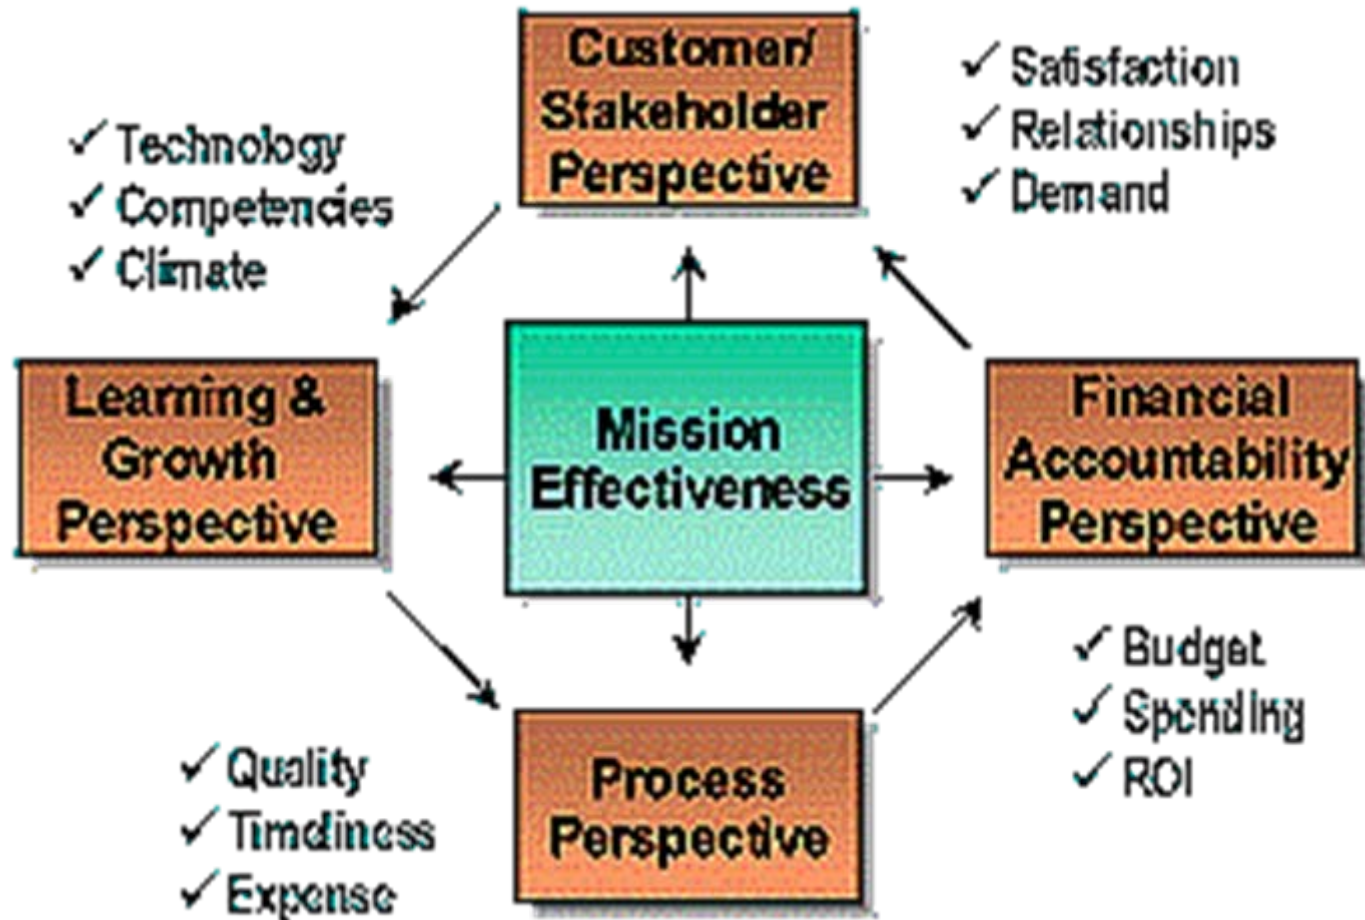 Customer/
Stakeholder
Perspective
✓ Satisfaction
✓ Relationships
✓ Demand
✓ Technology
✓ Competencies
✓ Climate
Learning &
Growth
Perspective
Mission
Effectiveness
Financial
Accountability
Perspective
✓ Budget
✓ Spending
✓ ROI
✓ Quality
✓ Timeliness
✓ Expense
Process
Perspective